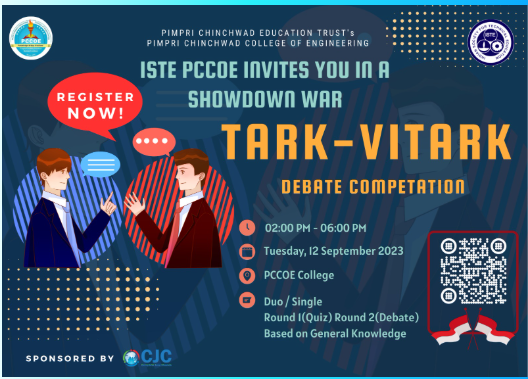 PIMPRI CHINCHWAD EDUCATION TRUST's
PIMPRI CHINCHWAD COLLEGE OF ENGINEERING
PCCOE
ISTE
ISTE PCCOE INVITES YOU IN A
SHOWDOWN WAR
REGISTER
NOW!
TARK-VITARK
DEBATE COMPETATION
02:00 PM - 06:00 PM
Tuesday, 12 September 2023
PCCOE College
Duo / Single
Round 1(Quiz) Round 2(Debate)
Based on General Knowledge
SPONSORED BY CJC